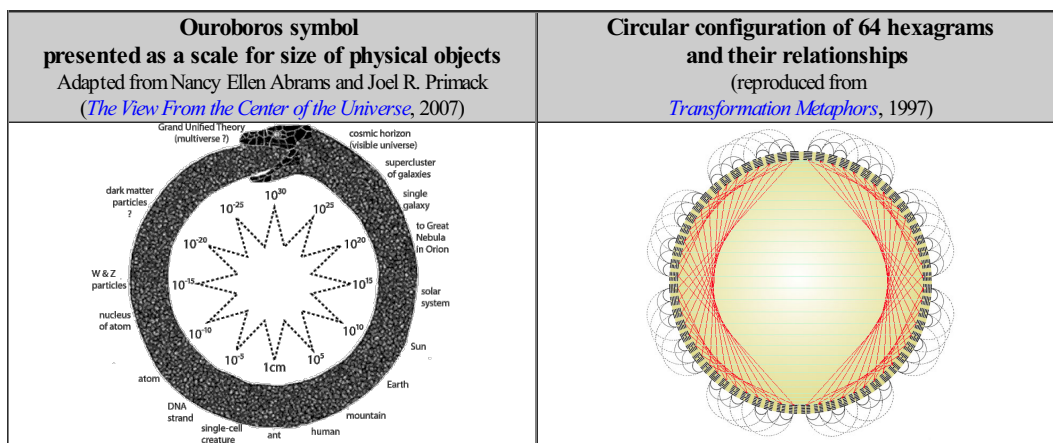 Ouroboros symbol
presented as a scale for size of physical objects
Adapted from Nancy Ellen Abrams and Joel R. Primack
(The View From the Center of the Universe, 2007)
Circular configuration of 64 hexagrams
and their relationships
(reproduced from
Transformation Metaphors, 1997)
Grand Unified Theory
(multiverse ?)
cosmic horizon
(visible universe)
supercluster
of galaxies
single
galaxy
to Great
Nebula
in Orion
solar
system
Sun
Earth
mountain
human
ant
single-cell
creature
DNA
strand
atom
nucleus
of atom
W & Z
particles
dark matter
particles
?
10^30
10^25
10^20
10^15
10^10
10^5
1cm
10^-5
10^-10
10^-15
10^-20
10^-25